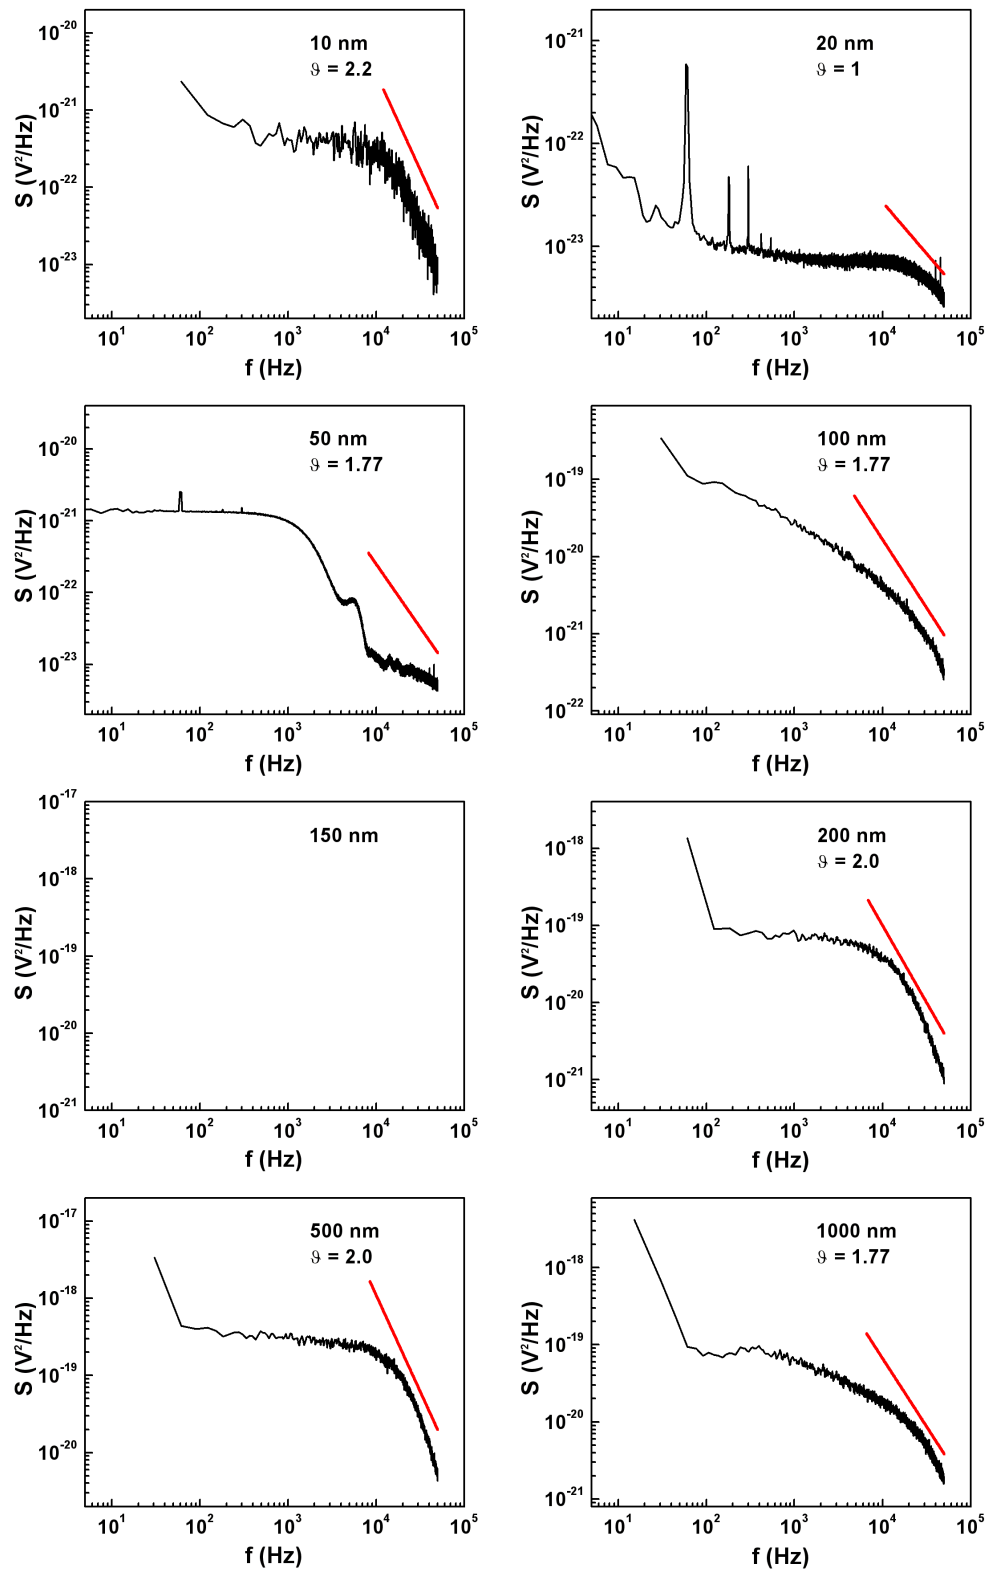 10⁻²⁰
10⁻²¹
10⁻²²
10⁻²³
S (V²/Hz)
10 nm
ϑ = 2.2
10¹ 10² 10³ 10⁴ 10⁵
f (Hz)
10⁻²¹
10⁻²²
10⁻²³
S (V²/Hz)
20 nm
ϑ = 1
10¹ 10² 10³ 10⁴ 10⁵
f (Hz)
10⁻²⁰
10⁻²¹
10⁻²²
10⁻²³
S (V²/Hz)
50 nm
ϑ = 1.77
10¹ 10² 10³ 10⁴ 10⁵
f (Hz)
10⁻¹⁹
10⁻²⁰
10⁻²¹
10⁻²²
S (V²/Hz)
100 nm
ϑ = 1.77
10¹ 10² 10³ 10⁴ 10⁵
f (Hz)
10⁻¹⁷
10⁻¹⁸
10⁻¹⁹
10⁻²⁰
10⁻²¹
S (V²/Hz)
150 nm
10¹ 10² 10³ 10⁴ 10⁵
f (Hz)
10⁻¹⁸
10⁻¹⁹
10⁻²⁰
10⁻²¹
S (V²/Hz)
200 nm
ϑ = 2.0
10¹ 10² 10³ 10⁴ 10⁵
f (Hz)
10⁻¹⁷
10⁻¹⁸
10⁻¹⁹
10⁻²⁰
S (V²/Hz)
500 nm
ϑ = 2.0
10¹ 10² 10³ 10⁴ 10⁵
f (Hz)
10⁻¹⁸
10⁻¹⁹
10⁻²⁰
10⁻²¹
S (V²/Hz)
1000 nm
ϑ = 1.77
10¹ 10² 10³ 10⁴ 10⁵
f (Hz)